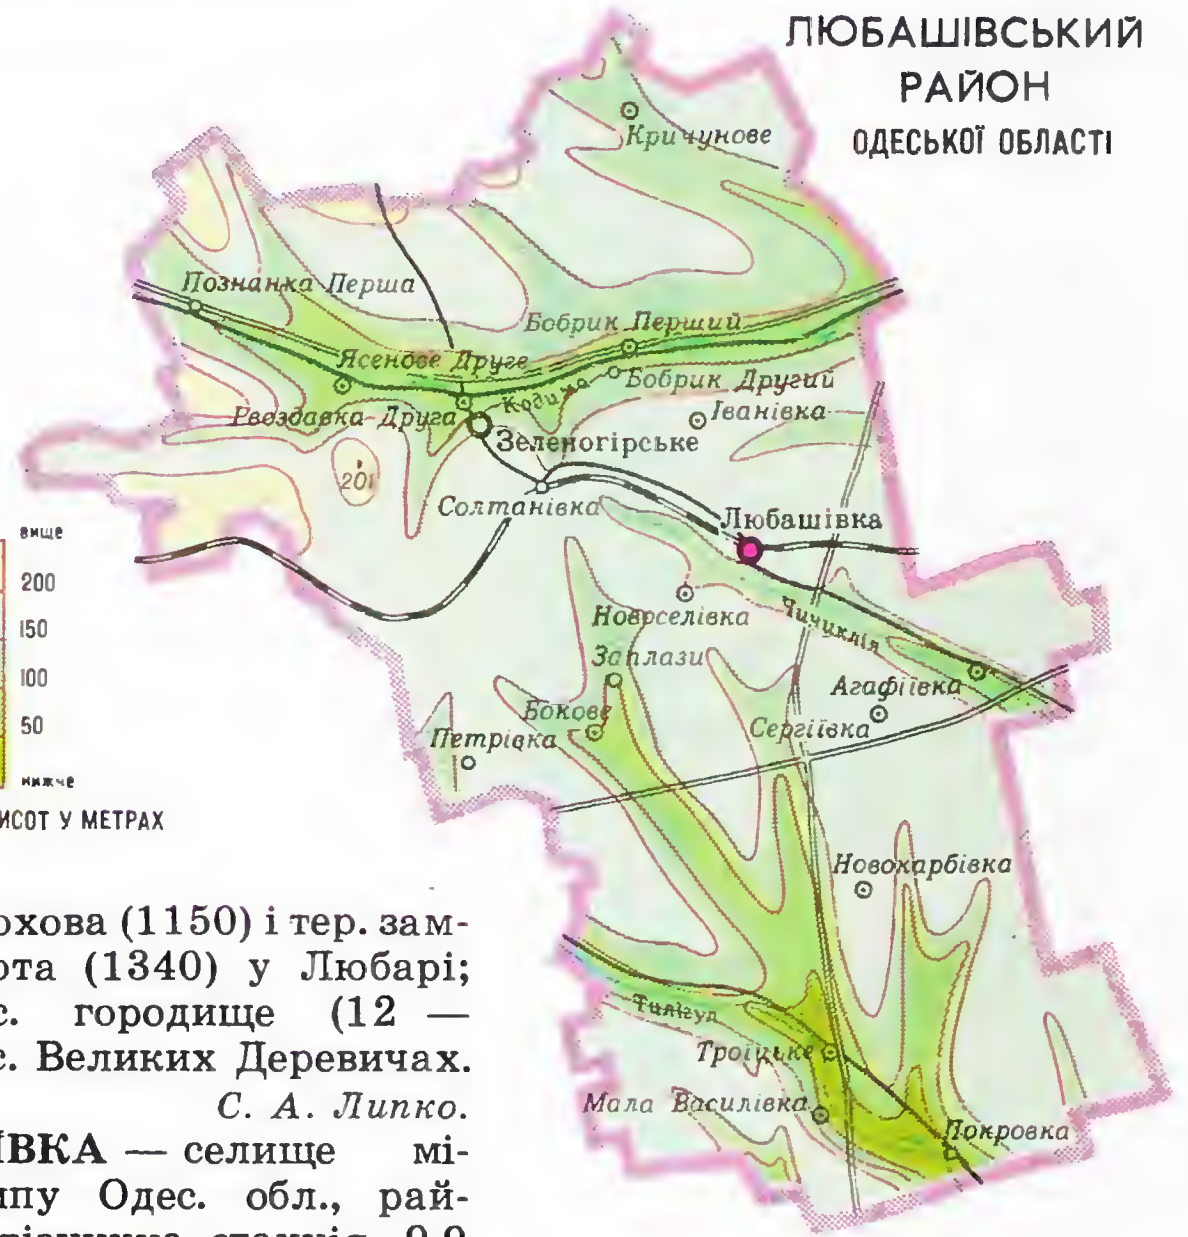 ЛЮБАШІВСЬКИЙ
РАЙОН
ОДЕСЬКОЇ ОБЛАСТІ
Кричунове
Познанка Перша
Бобрик Перший
Ясенове Друге
Кодима
Бобрик Другий
Гвоздавка Друга
Іванівка
Зеленогірське
201
Солтанівка
Любашівка
Новоселівка
Чичиклія
Заплази
Агафіївка
Бокове
Сергіївка
Петрівка
Новокарбівка
Тилігул
Троїцьке
Мала Василівка
Покровка
вище
200
150
100
50
нижче
ИСОТ У МЕТРАХ
охова (1150) і тер. зам-
ота (1340) у Любарі;
с. городище (12 —
с. Великих Деревичах.
С. А. Липко.
ІВКА — селище мі-
ипу Одес. обл., рай-